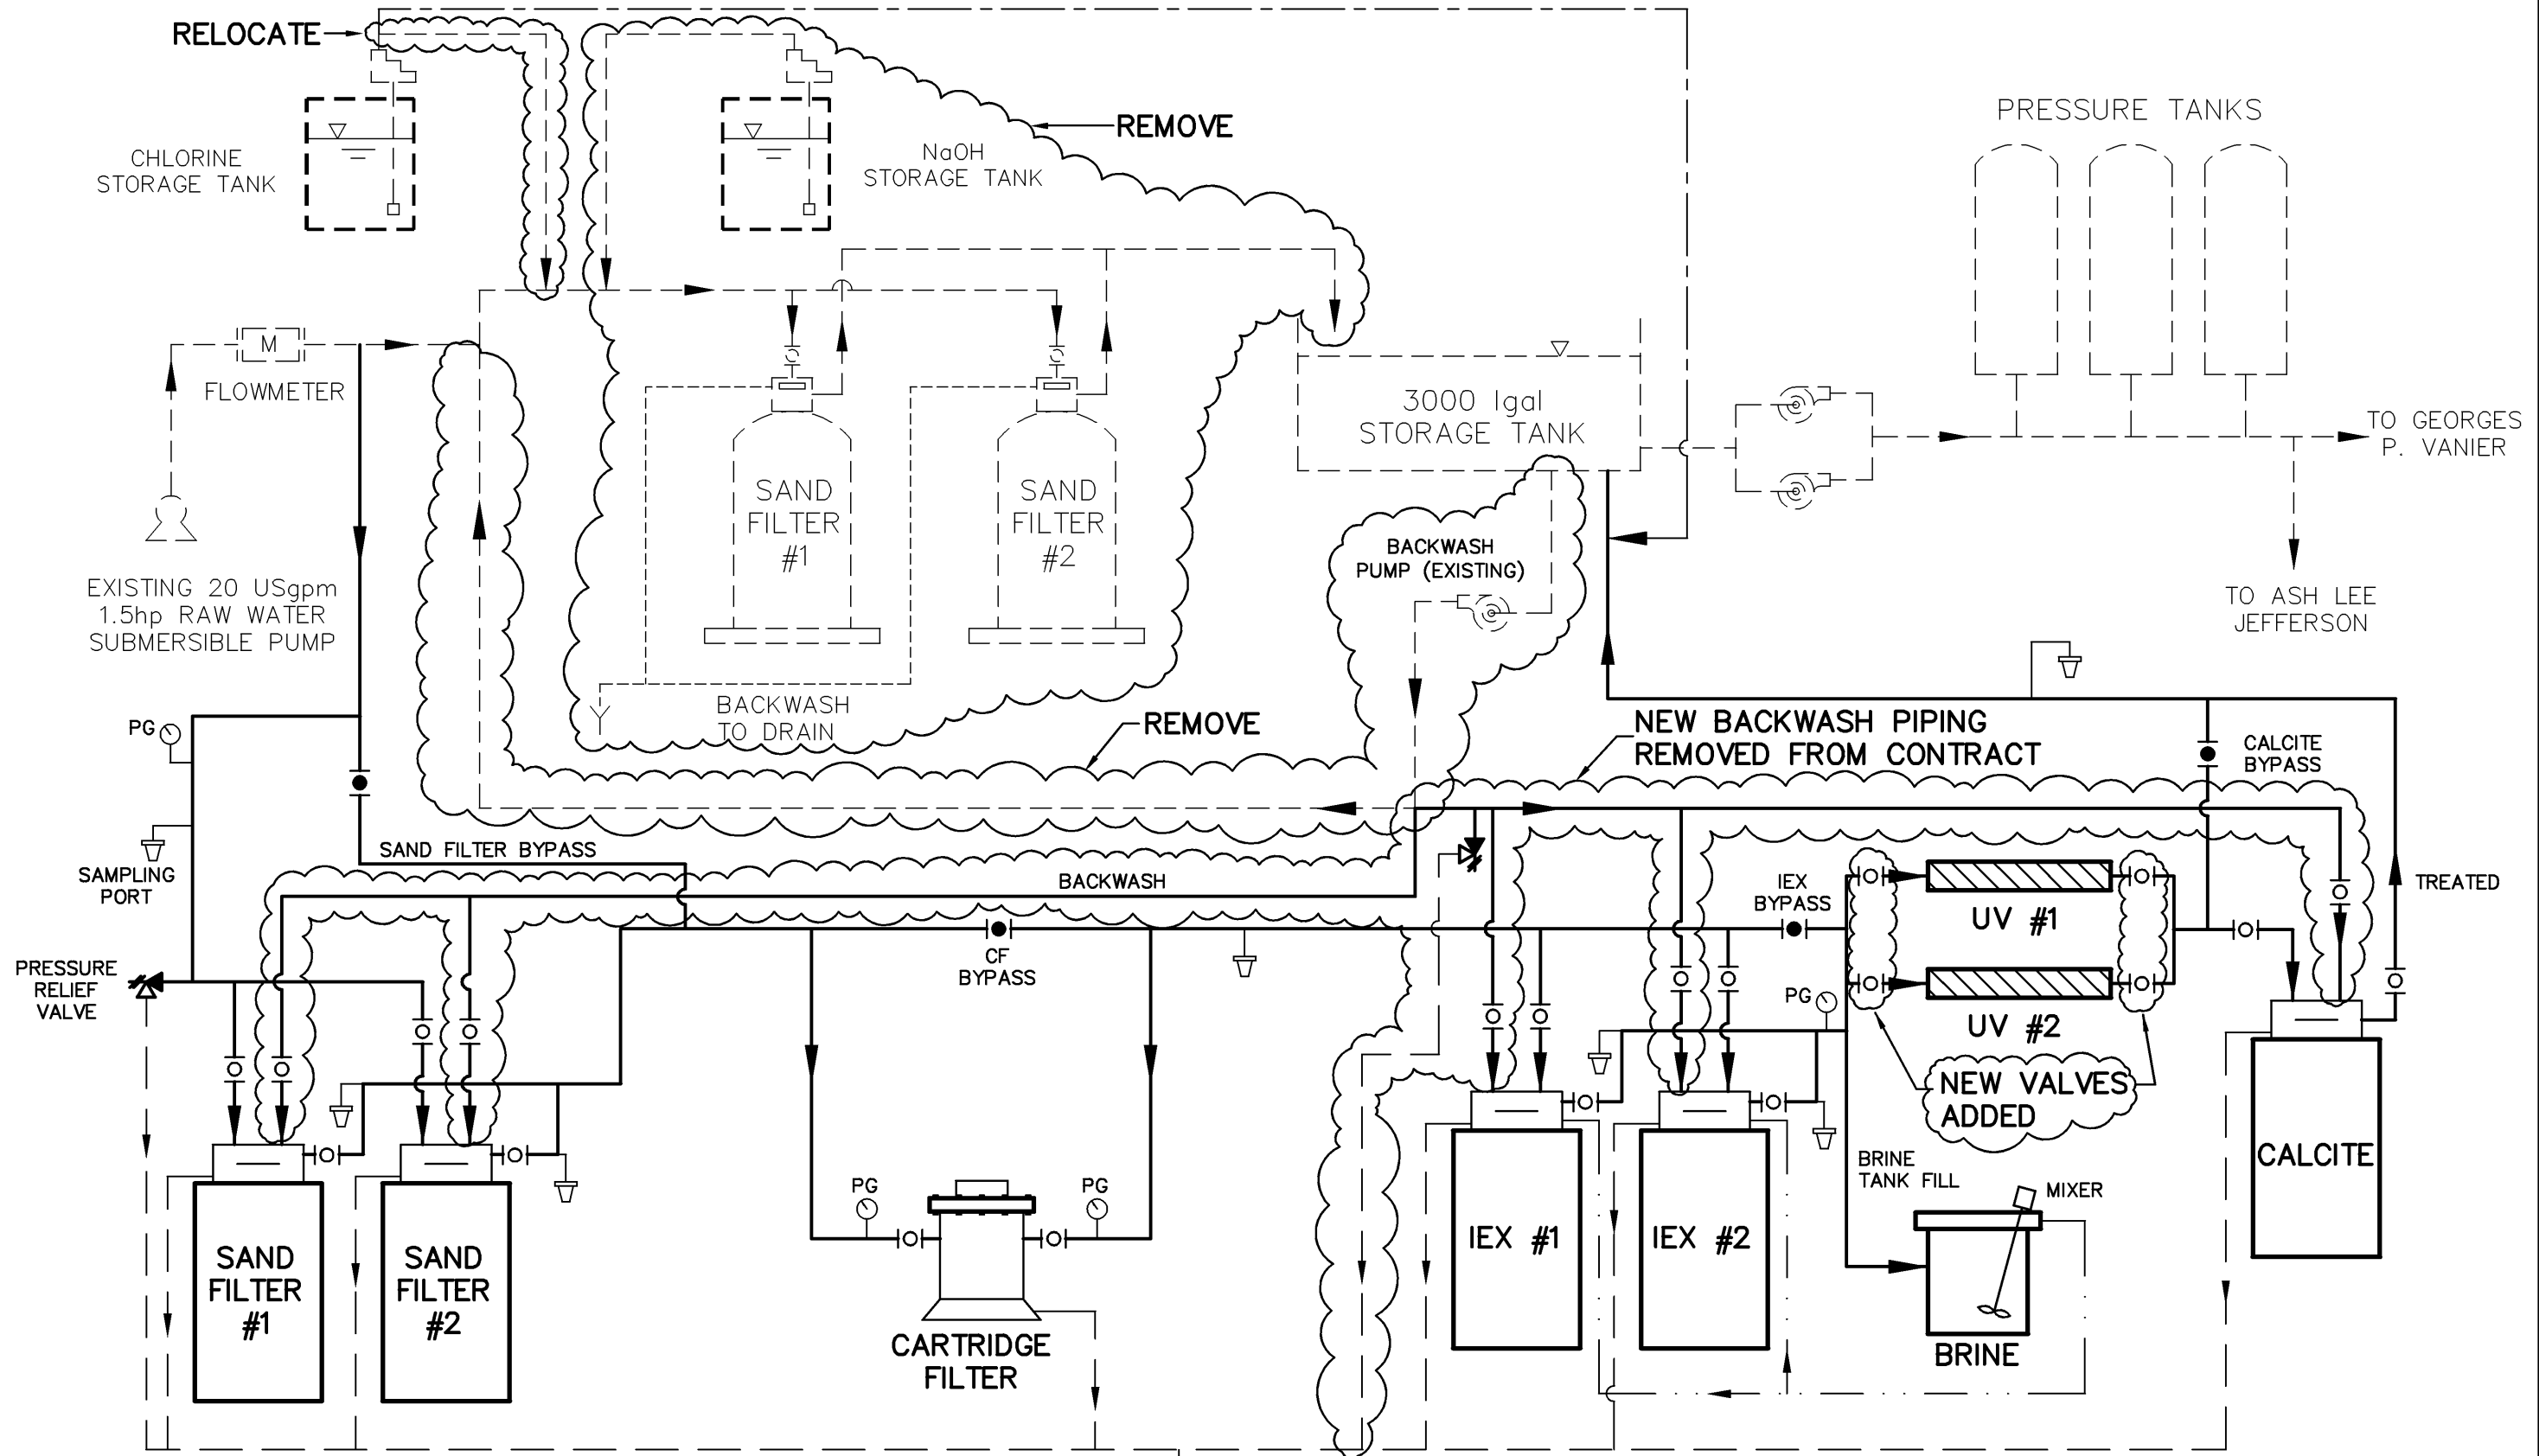 RELOCATE
REMOVE
PRESSURE TANKS
CHLORINE
STORAGE TANK
NaOH
STORAGE TANK
M
FLOWMETER
3000 Igal
STORAGE TANK
TO GEORGES
P. VANIER
SAND
FILTER
#1
SAND
FILTER
#2
BACKWASH
PUMP (EXISTING)
EXISTING 20 USgpm
1.5hp RAW WATER
SUBMERSIBLE PUMP
TO ASH LEE
JEFFERSON
BACKWASH
TO DRAIN
REMOVE
NEW BACKWASH PIPING
REMOVED FROM CONTRACT
PG
CALCITE
BYPASS
SAND FILTER BYPASS
SAMPLING
PORT
BACKWASH
IEX
BYPASS
TREATED
UV #1
CF
BYPASS
PRESSURE
RELIEF
VALVE
PG
UV #2
NEW VALVES
ADDED
BRINE
TANK FILL
CALCITE
PG
PG
MIXER
SAND
FILTER
#1
SAND
FILTER
#2
IEX #1
IEX #2
CARTRIDGE
FILTER
BRINE